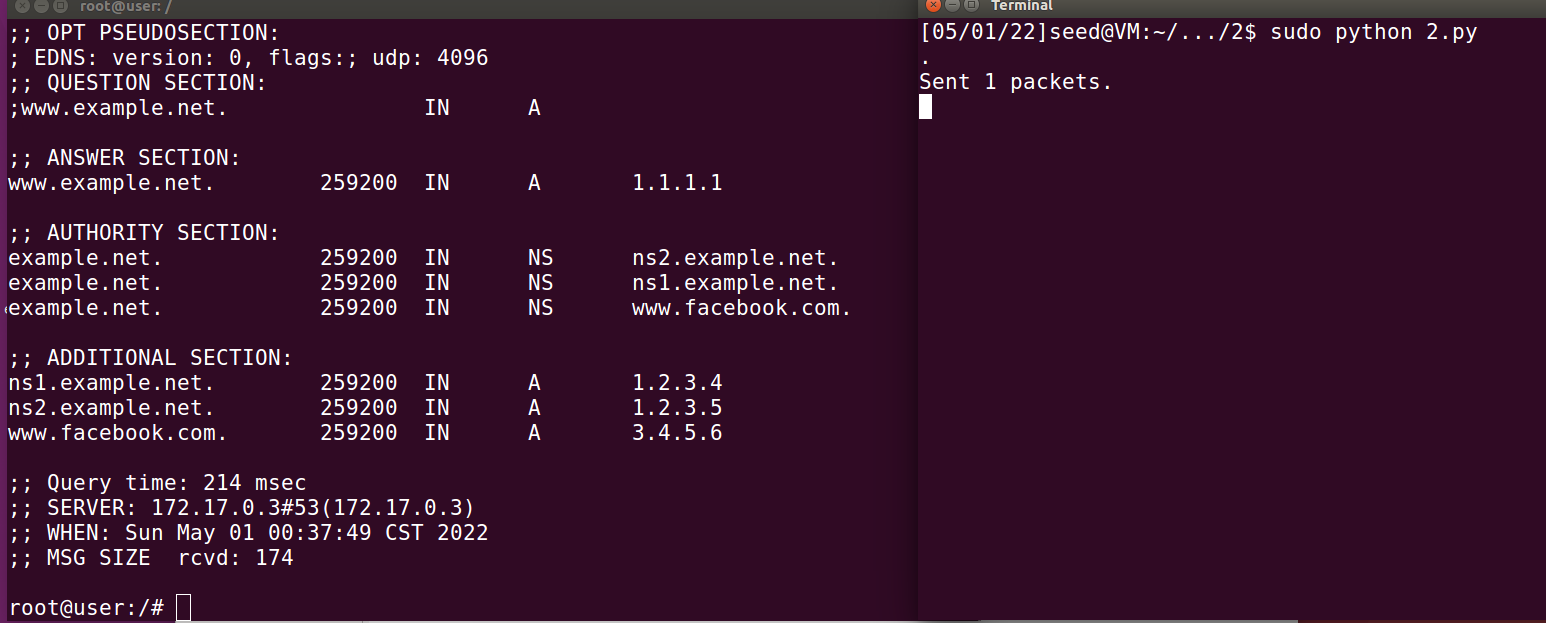 root@user: /
;; OPT PSEUDOSECTION:
; EDNS: version: 0, flags:; udp: 4096
;; QUESTION SECTION:
;www.example.net.		IN	A
;; ANSWER SECTION:
www.example.net.	259200	IN	A	1.1.1.1
;; AUTHORITY SECTION:
example.net.	259200	IN	NS	ns2.example.net.
example.net.	259200	IN	NS	ns1.example.net.
example.net.	259200	IN	NS	www.facebook.com.
;; ADDITIONAL SECTION:
ns1.example.net.	259200	IN	A	1.2.3.4
ns2.example.net.	259200	IN	A	1.2.3.5
www.facebook.com.	259200	IN	A	3.4.5.6
;; Query time: 214 msec
;; SERVER: 172.17.0.3#53(172.17.0.3)
;; WHEN: Sun May 01 00:37:49 CST 2022
;; MSG SIZE  rcvd: 174
root@user:/#
Terminal
[05/01/22]seed@VM:~/.../2$ sudo python 2.py
.
Sent 1 packets.